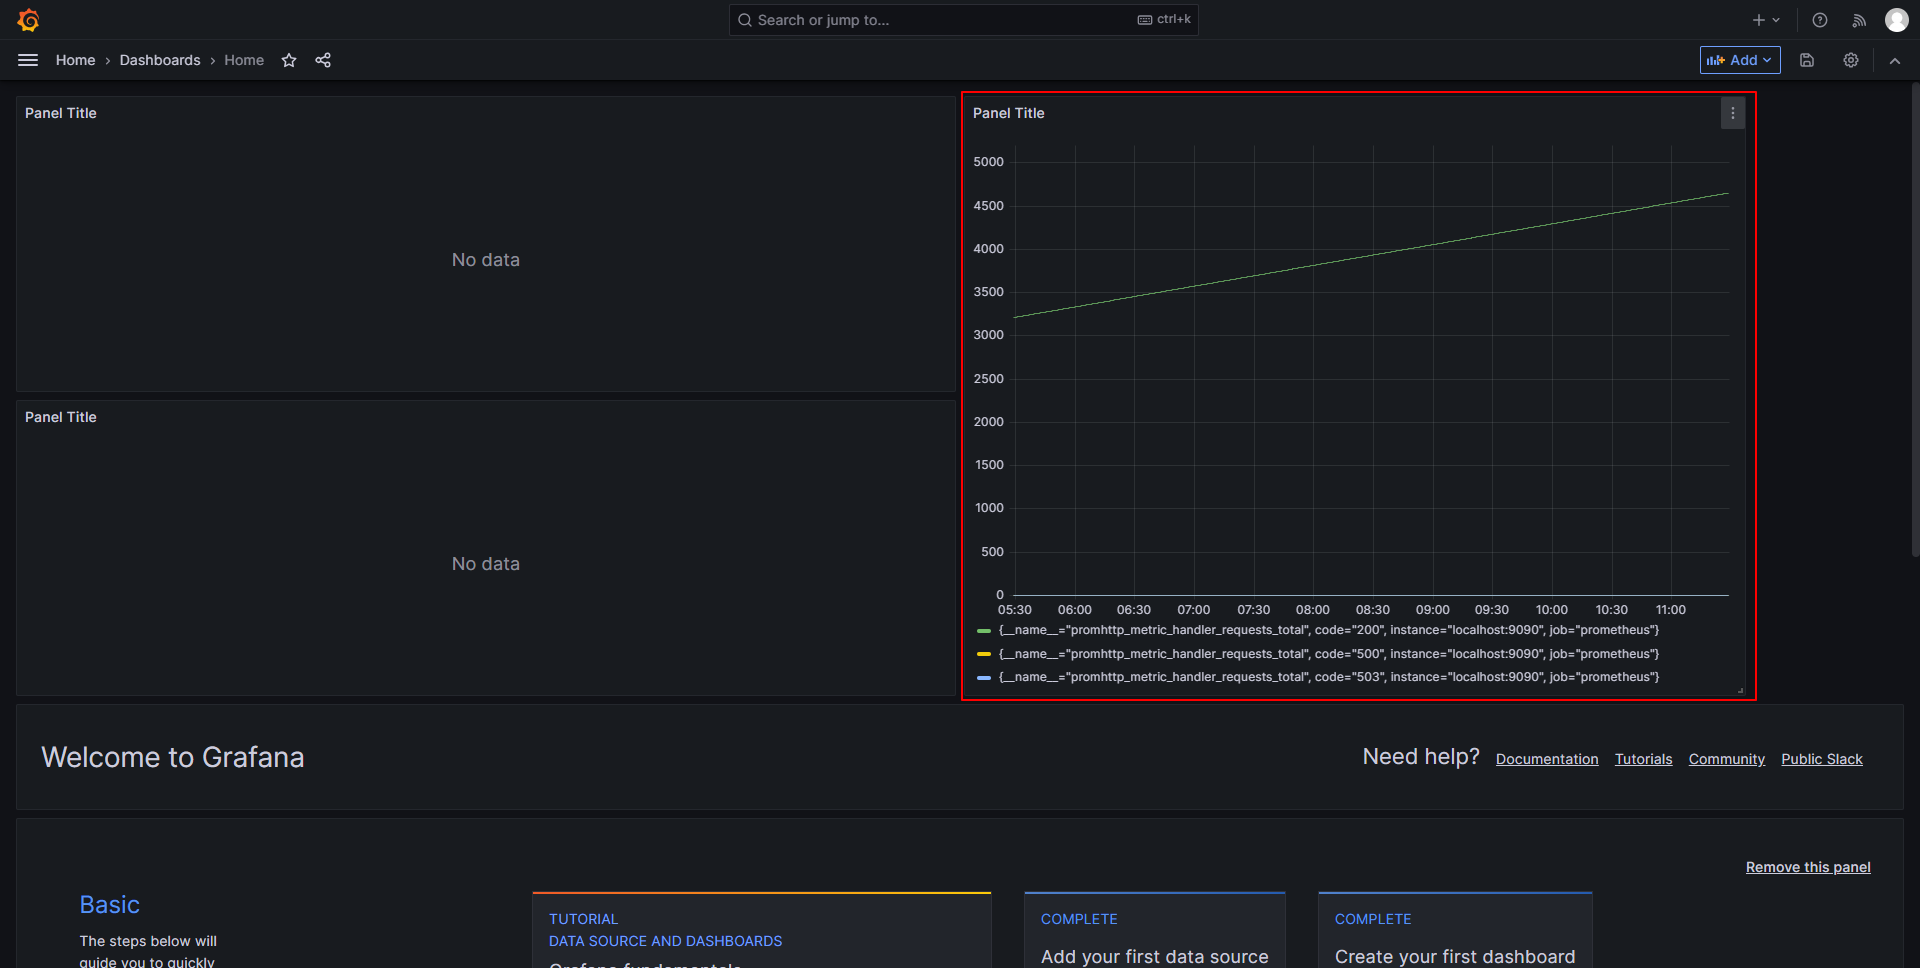 Search or jump to...
ctrl+k
Home
Dashboards
Home
Add
Panel Title
No data
Panel Title
No data
Panel Title
5000
4500
4000
3500
3000
2500
2000
1500
1000
500
0
05:30 06:00 06:30 07:00 07:30 08:00 08:30 09:00 09:30 10:00 10:30 11:00
{__name__="promhttp_metric_handler_requests_total", code="200", instance="localhost:9090", job="prometheus"}
{__name__="promhttp_metric_handler_requests_total", code="500", instance="localhost:9090", job="prometheus"}
{__name__="promhttp_metric_handler_requests_total", code="503", instance="localhost:9090", job="prometheus"}
Welcome to Grafana
Need help?
Documentation
Tutorials
Community
Public Slack
Remove this panel
Basic
The steps below will
guide you to quickly
TUTORIAL
DATA SOURCE AND DASHBOARDS
Grafana fundamentals
COMPLETE
Add your first data source
COMPLETE
Create your first dashboard